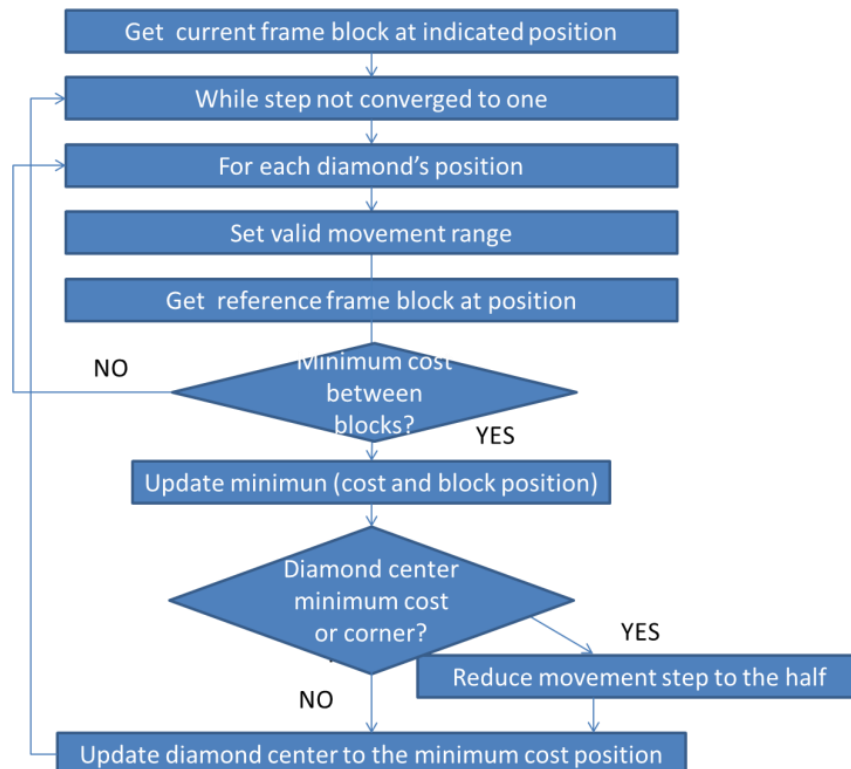 Get current frame block at indicated position
While step not converged to one
For each diamond's position
Set valid movement range
Get reference frame block at position
NO
Minimum cost
between
blocks?
YES
Update minimun (cost and block position)
Diamond center
minimum cost
or corner?
YES
Reduce movement step to the half
NO
Update diamond center to the minimum cost position